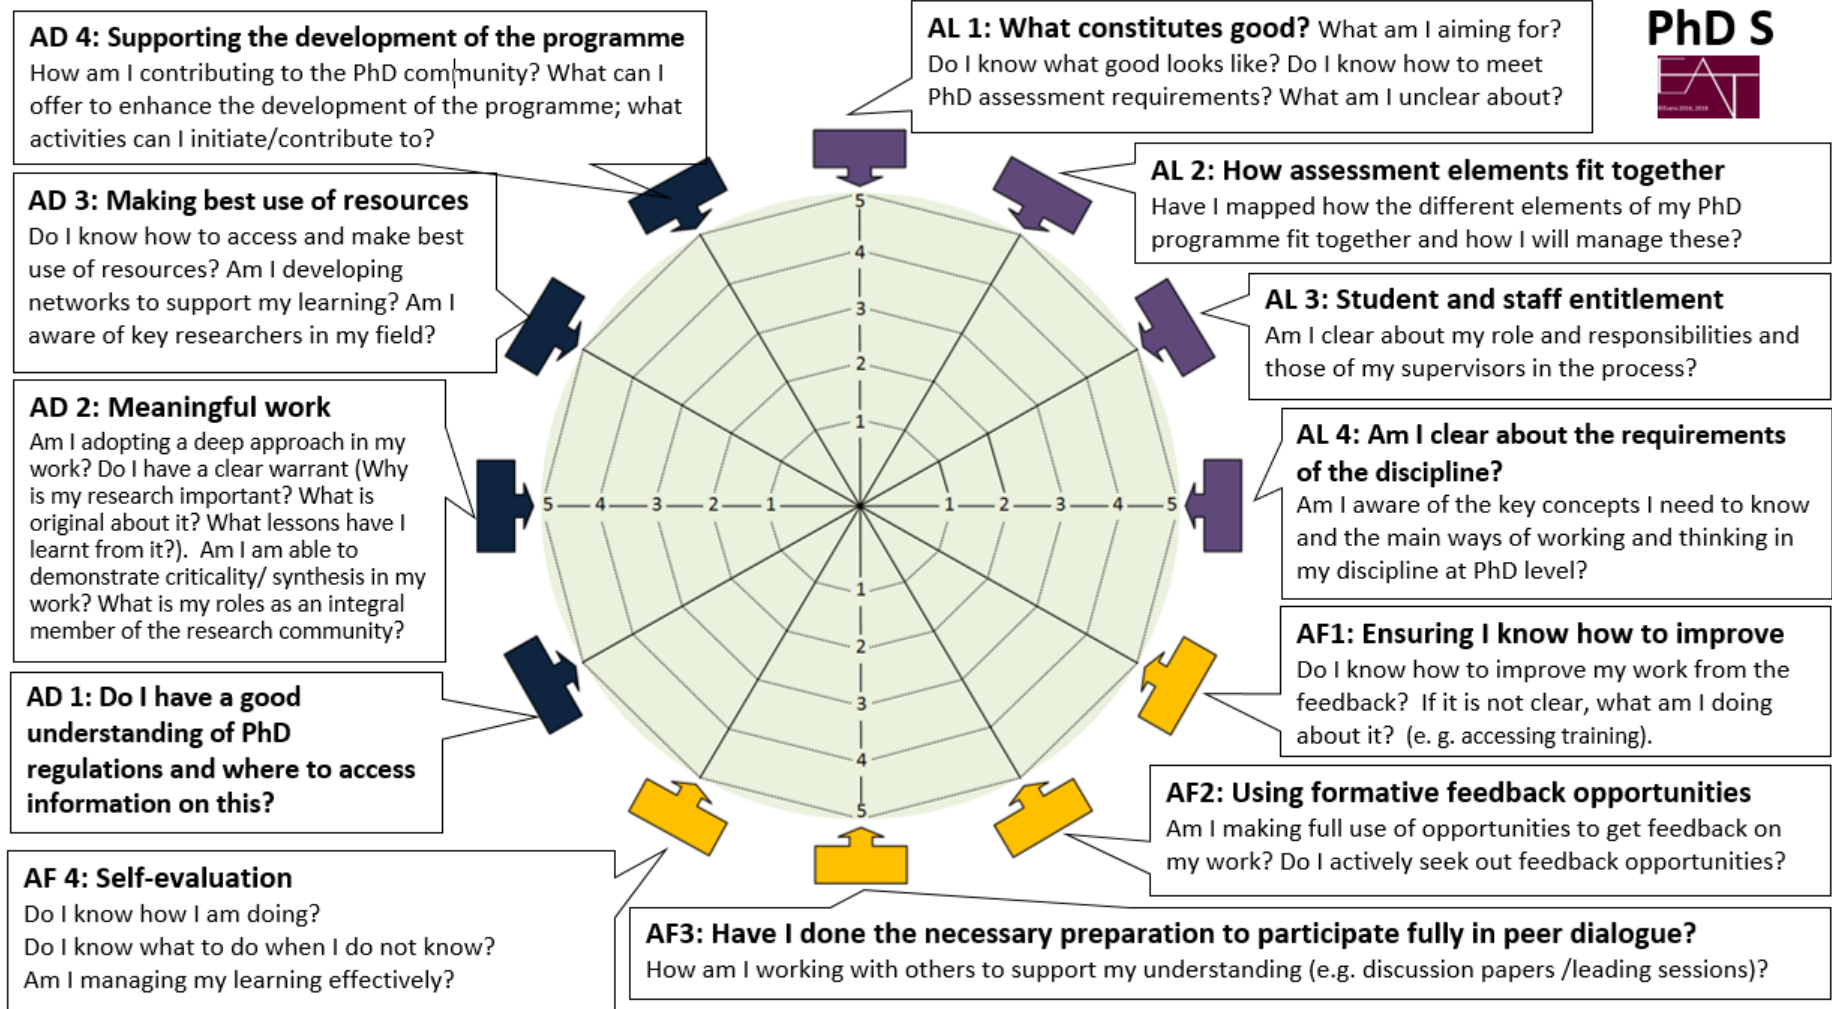 AD 4: Supporting the development of the programme
How am I contributing to the PhD community? What can I
offer to enhance the development of the programme; what
activities can I initiate/contribute to?
AL 1: What constitutes good? What am I aiming for?
Do I know what good looks like? Do I know how to meet
PhD assessment requirements? What am I unclear about?
PhD S
EAT
©Evans 2016, 2018
AL 2: How assessment elements fit together
Have I mapped how the different elements of my PhD
programme fit together and how I will manage these?
AL 3: Student and staff entitlement
Am I clear about my role and responsibilities and
those of my supervisors in the process?
AL 4: Am I clear about the requirements
of the discipline?
Am I aware of the key concepts I need to know
and the main ways of working and thinking in
my discipline at PhD level?
AF1: Ensuring I know how to improve
Do I know how to improve my work from the
feedback? If it is not clear, what am I doing
about it? (e. g. accessing training).
AF2: Using formative feedback opportunities
Am I making full use of opportunities to get feedback on
my work? Do I actively seek out feedback opportunities?
AF3: Have I done the necessary preparation to participate fully in peer dialogue?
How am I working with others to support my understanding (e.g. discussion papers /leading sessions)?
AF 4: Self-evaluation
Do I know how I am doing?
Do I know what to do when I do not know?
Am I managing my learning effectively?
AD 1: Do I have a good
understanding of PhD
regulations and where to access
information on this?
AD 2: Meaningful work
Am I adopting a deep approach in my
work? Do I have a clear warrant (Why
is my research important? What is
original about it? What lessons have I
learnt from it?). Am I am able to
demonstrate criticality/ synthesis in my
work? What is my roles as an integral
member of the research community?
AD 3: Making best use of resources
Do I know how to access and make best
use of resources? Am I developing
networks to support my learning? Am I
aware of key researchers in my field?
5
4
3
2
1
5 4 3 2 1 1 2 3 4 5
1
2
3
4
5